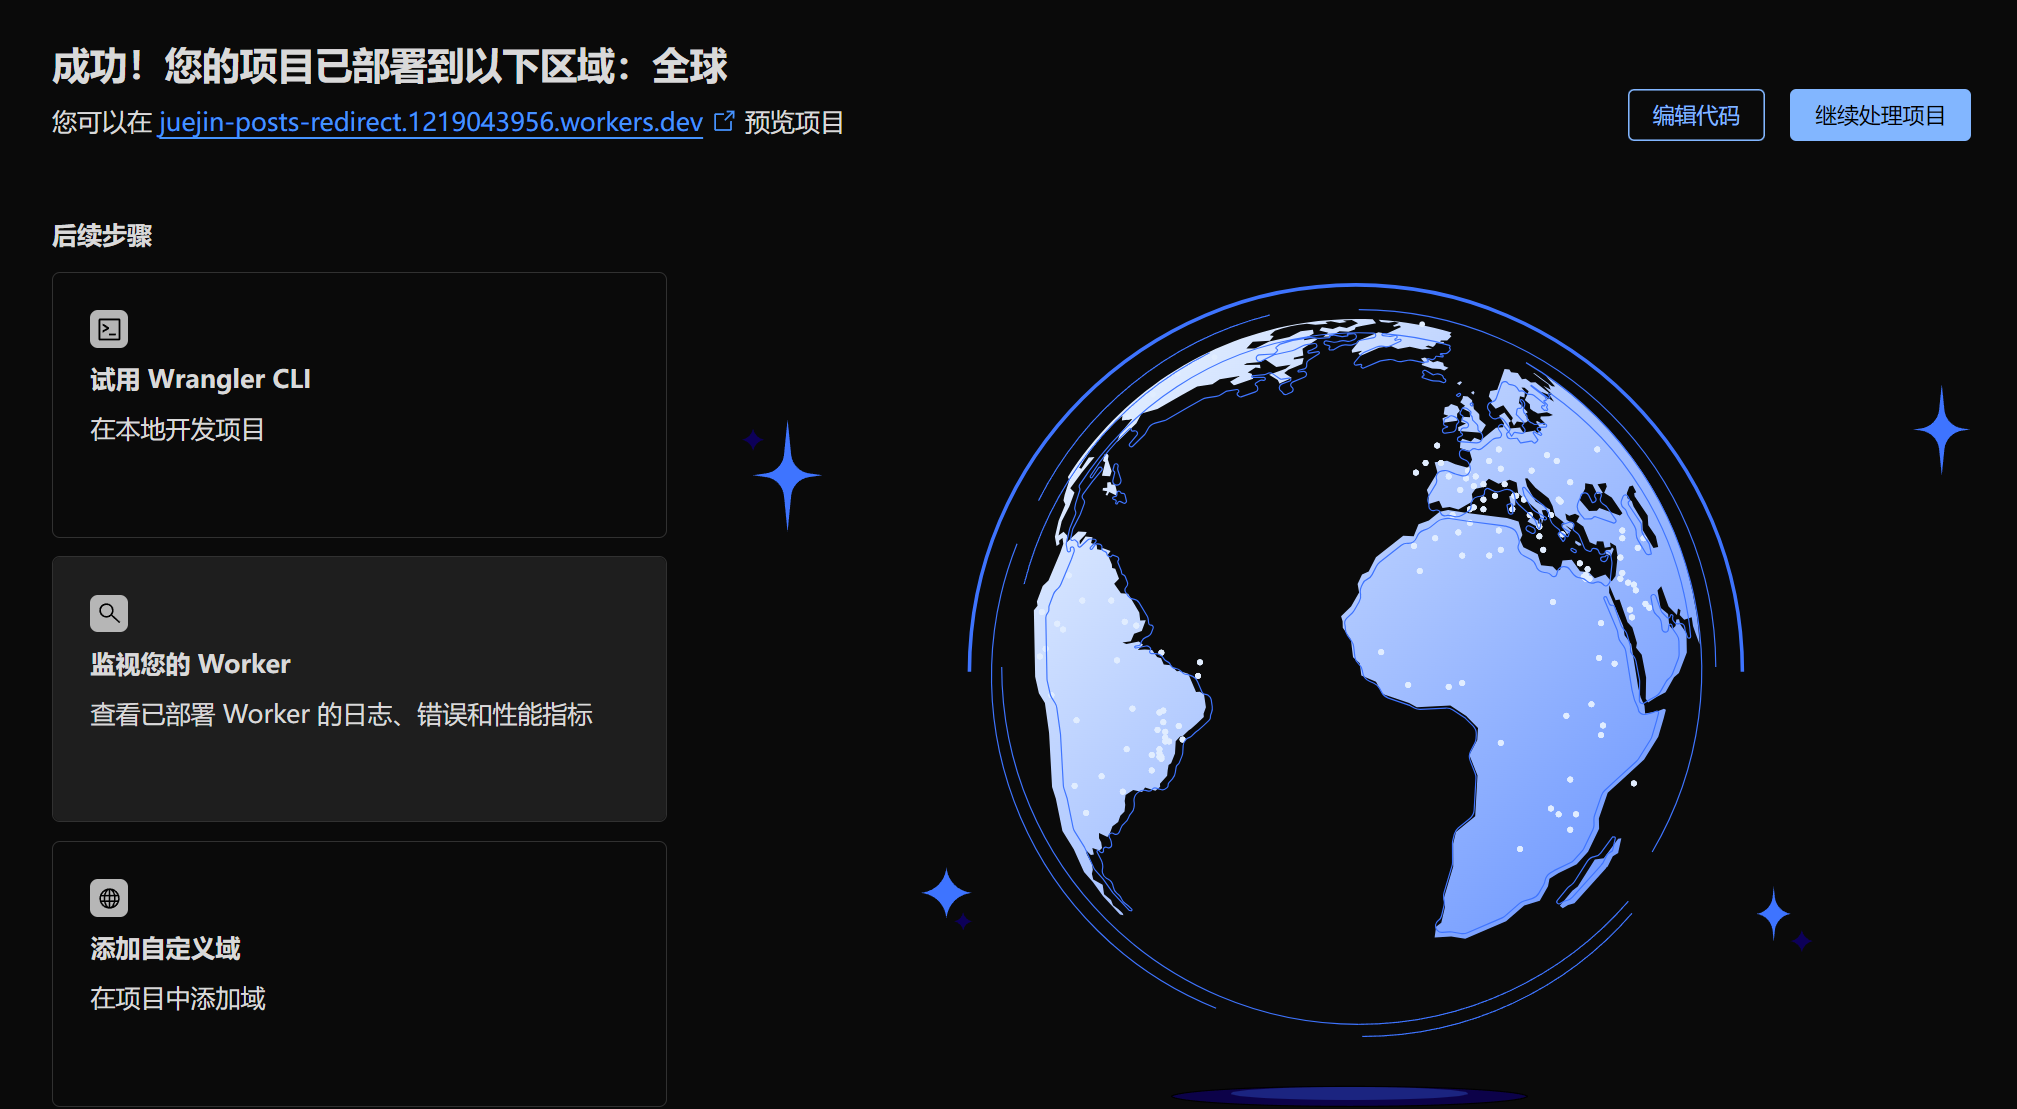 成功！您的项目已部署到以下区域：全球
您可以在 juejin-posts-redirect.1219043956.workers.dev 预览项目
编辑代码
继续处理项目
后续步骤
试用 Wrangler CLI
在本地开发项目
监视您的 Worker
查看已部署 Worker 的日志、错误和性能指标
添加自定义域
在项目中添加域